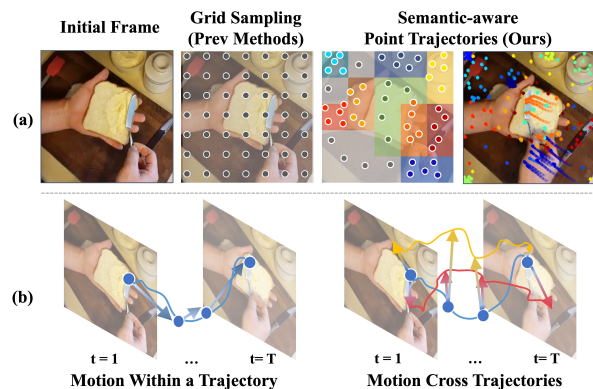 Initial Frame
Grid Sampling
(Prev Methods)
Semantic-aware
Point Trajectories (Ours)
(a)
(b)
t = 1
...
t= T
t = 1
...
t= T
Motion Within a Trajectory
Motion Cross Trajectories